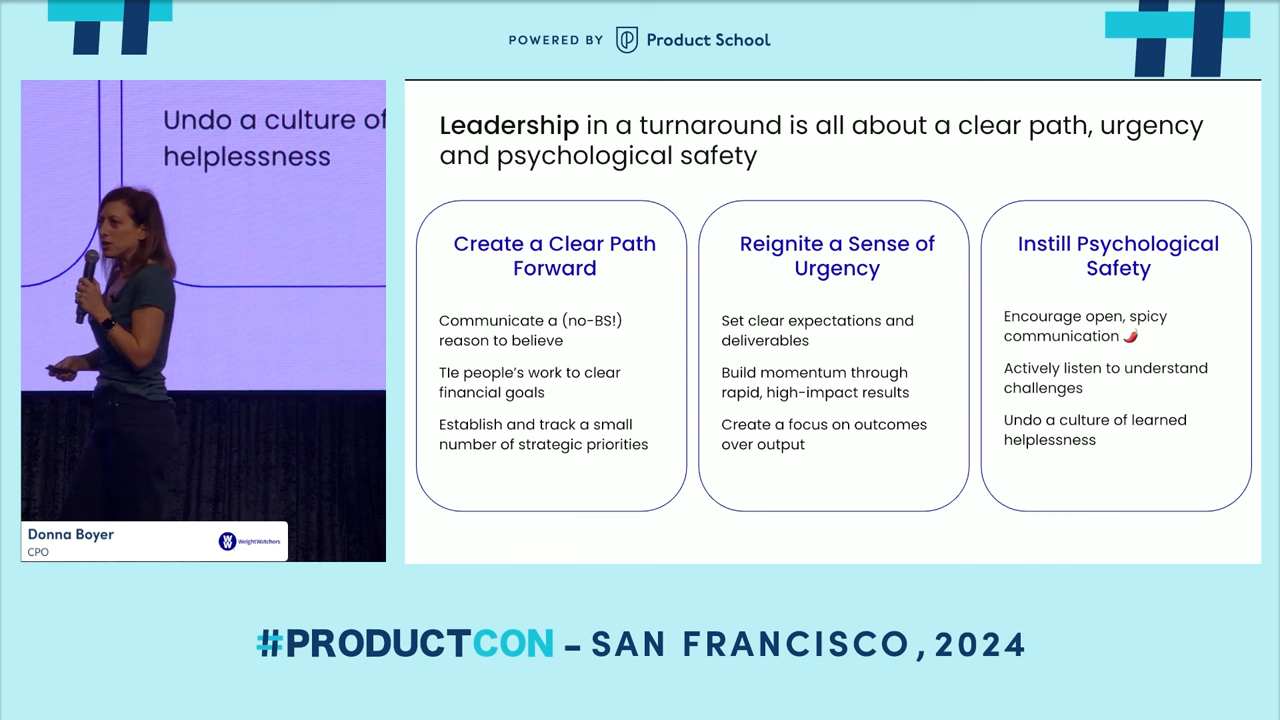 POWERED BY Product School
Undo a culture of
helplessness
Donna Boyer
CPO
WW WeightWatchers
Leadership in a turnaround is all about a clear path, urgency
and psychological safety
Create a Clear Path
Forward
Communicate a (no-BS!)
reason to believe
TIe people's work to clear
financial goals
Establish and track a small
number of strategic priorities
Reignite a Sense of
Urgency
Set clear expectations and
deliverables
Build momentum through
rapid, high-impact results
Create a focus on outcomes
over output
Instill Psychological
Safety
Encourage open, spicy
communication 🌶️
Actively listen to understand
challenges
Undo a culture of learned
helplessness
#PRODUCTCON – SAN FRANCISCO, 2024